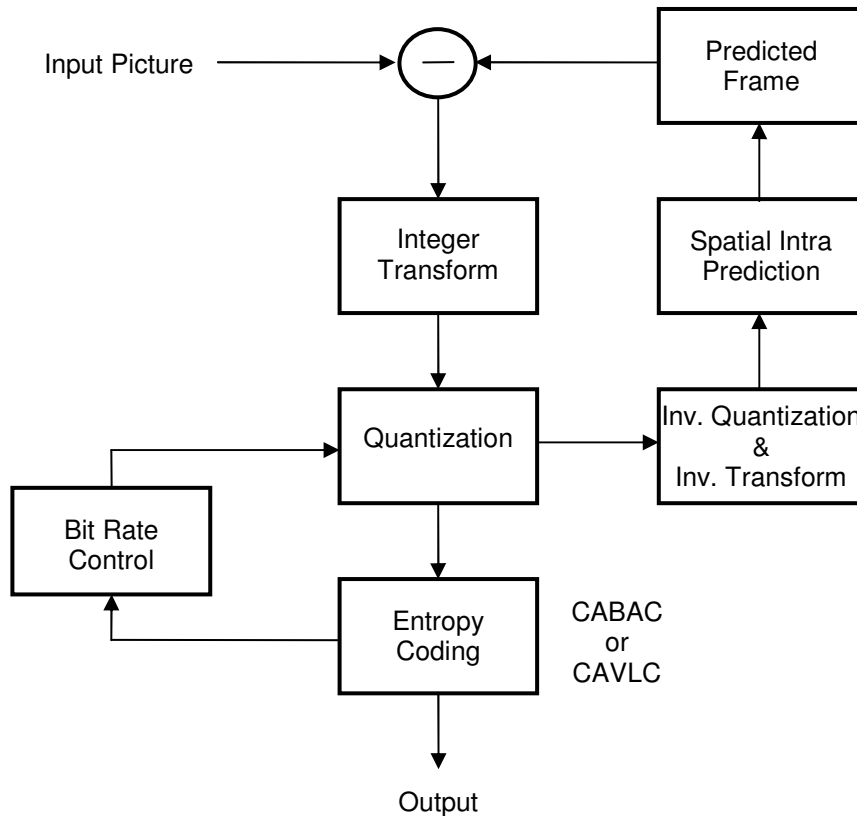 Input Picture
—
Predicted
Frame
Integer
Transform
Spatial Intra
Prediction
Quantization
Inv. Quantization
&
Inv. Transform
Bit Rate
Control
Entropy
Coding
CABAC
or
CAVLC
Output